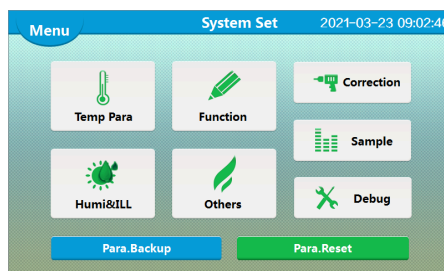 Menu
System Set
2021-03-23 09:02:46
Temp Para
Function
Correction
Sample
Humi&ILL
Others
Debug
Para.Backup
Para.Reset